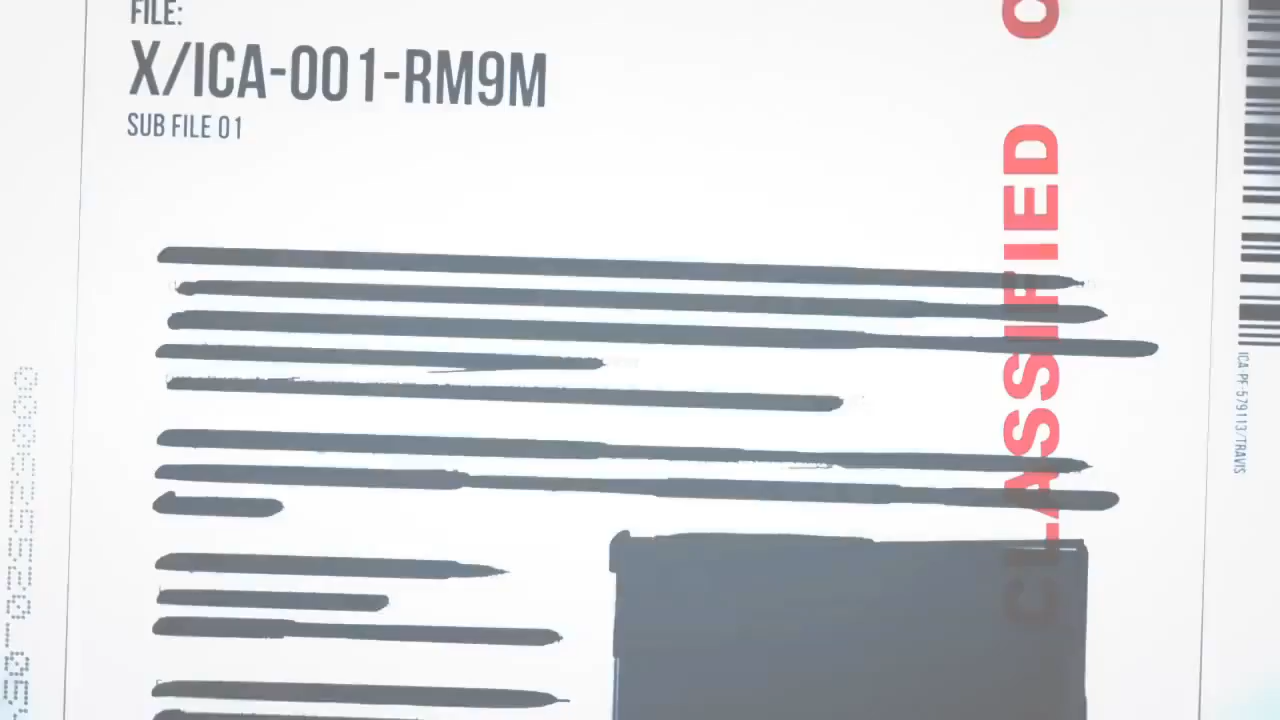 FILE:
X/ICA-001-RM9M
SUB FILE 01
CLASSIFIED
ICA PF 579113/TRAVIS